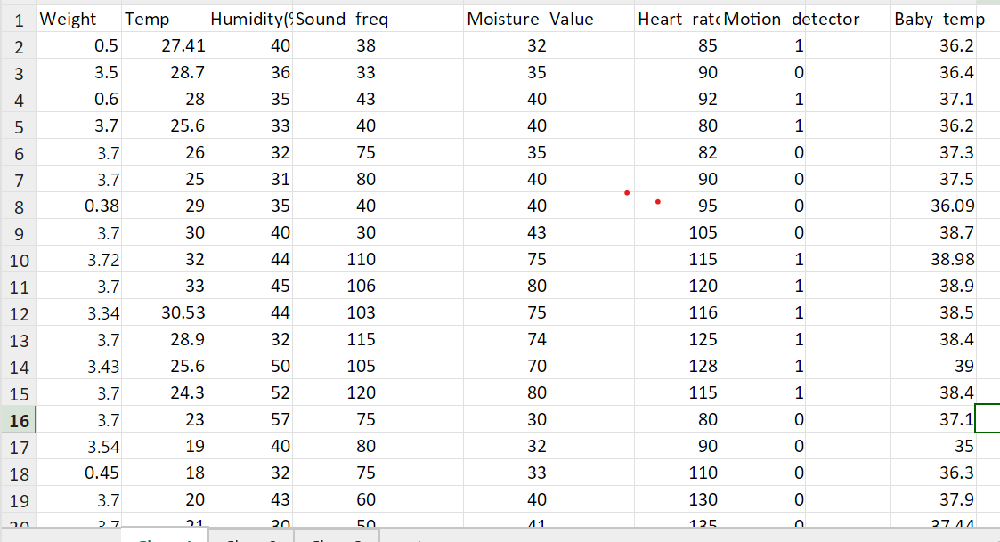 1 Weight Temp Humidity(% Sound_freq Moisture_Value Heart_rate Motion_detector Baby_temp
2 0.5 27.41 40 38 32 85 1 36.2
3 3.5 28.7 36 33 35 90 0 36.4
4 0.6 28 35 43 40 92 1 37.1
5 3.7 25.6 33 40 40 80 1 36.2
6 3.7 26 32 75 35 82 0 37.3
7 3.7 25 31 80 40 90 0 37.5
8 0.38 29 35 40 40 95 0 36.09
9 3.7 30 40 30 43 105 0 38.7
10 3.72 32 44 110 75 115 1 38.98
11 3.7 33 45 106 80 120 1 38.9
12 3.34 30.53 44 103 75 116 1 38.5
13 3.7 28.9 32 115 74 125 1 38.4
14 3.43 25.6 50 105 70 128 1 39
15 3.7 24.3 52 120 80 115 1 38.4
16 3.7 23 57 75 30 80 0 37.1
17 3.54 19 40 80 32 90 0 35
18 0.45 18 32 75 33 110 0 36.3
19 3.7 20 43 60 40 130 0 37.9
20 3.7 21 30 50 41 135 0 37.44